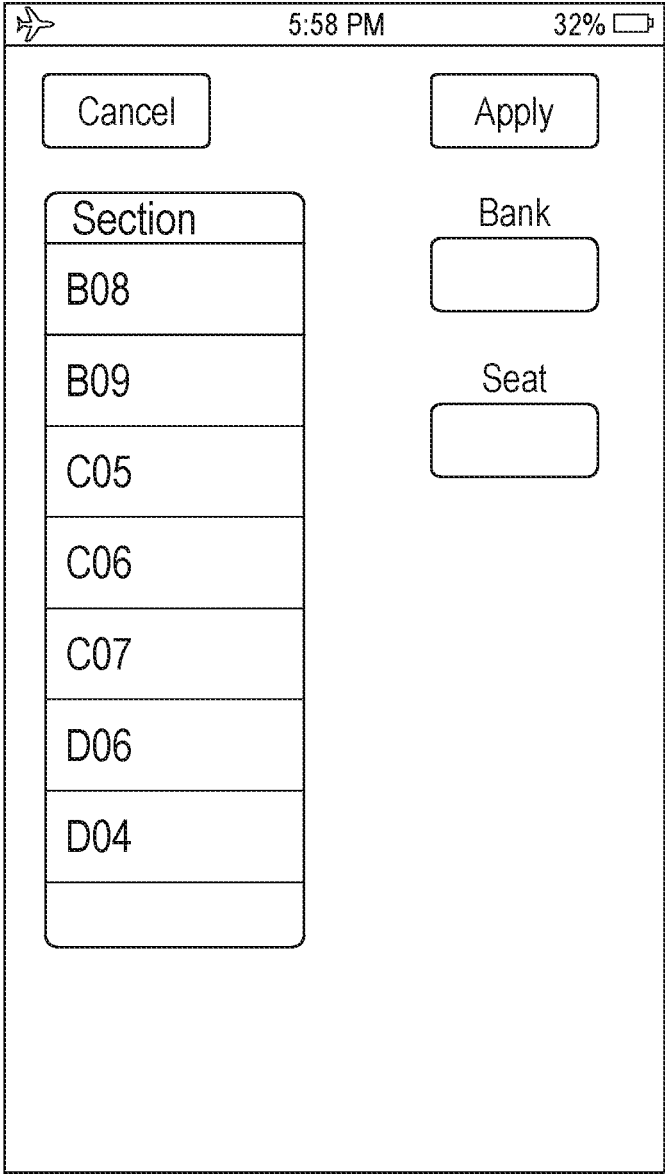 5:58 PM 32%
Cancel Apply
Section
B08
B09
C05
C06
C07
D06
D04
Bank
Seat